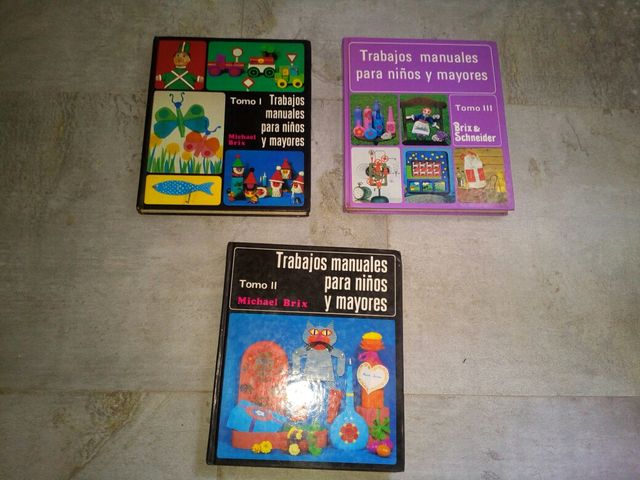 Tomo I
Trabajos
manuales
para niños
y mayores
Michael
Brix
Trabajos manuales
para niños y mayores
Tomo III
Brix &
Schneider
Trabajos manuales
para niños
y mayores
Tomo II
Michael Brix